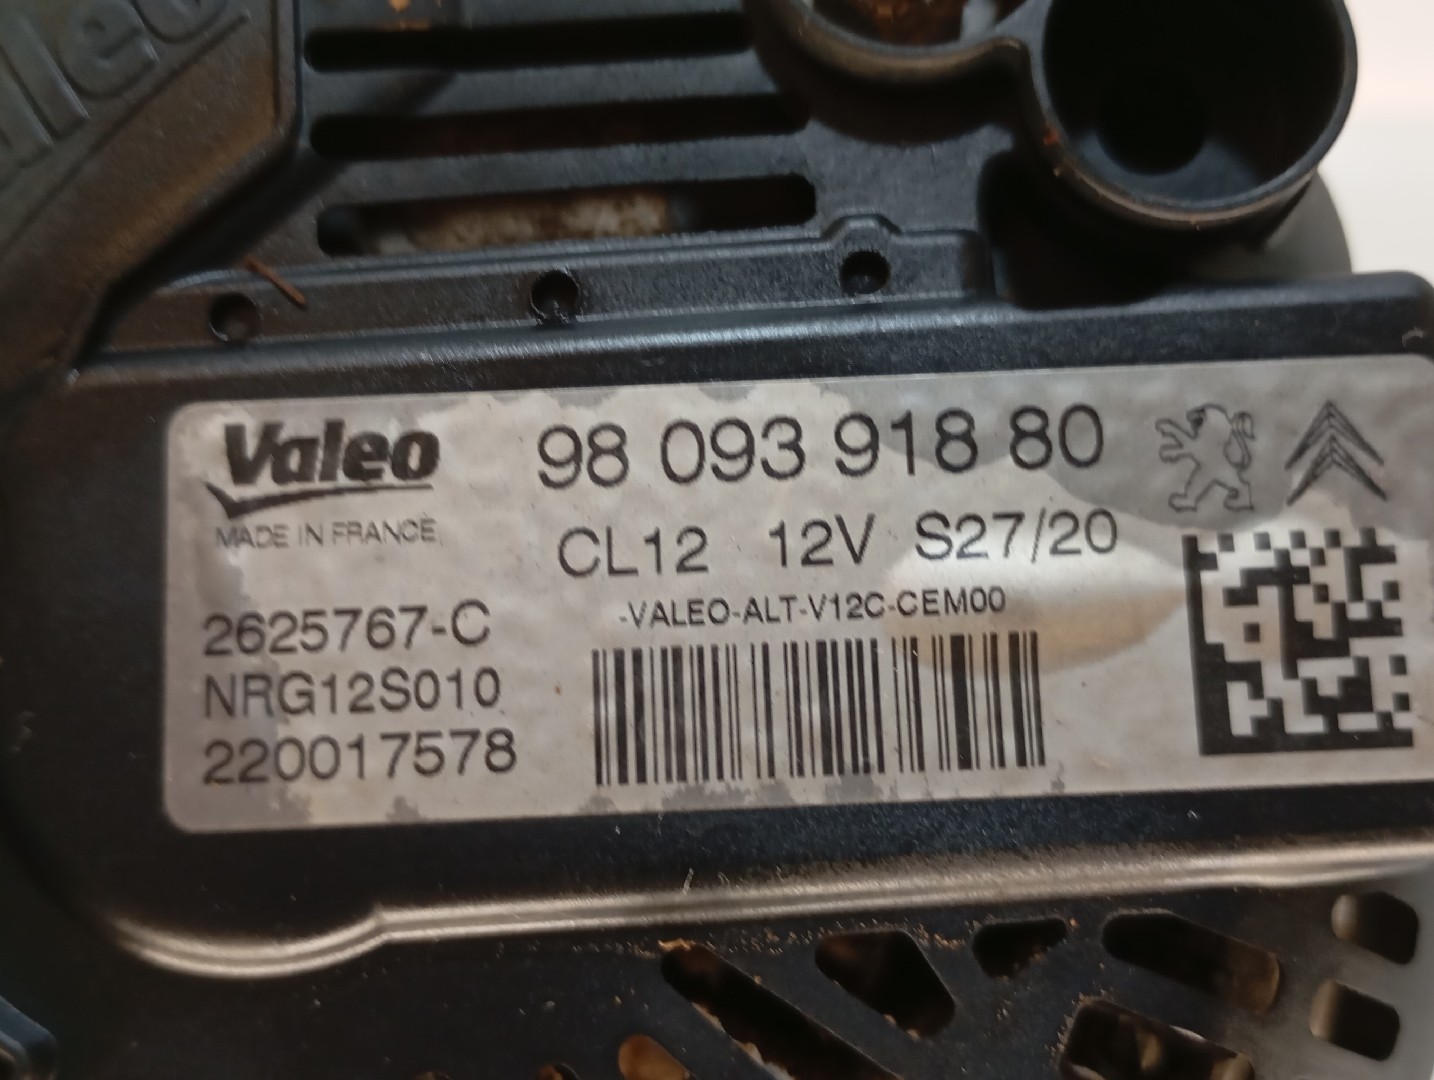 aleo
Valeo
MADE IN FRANCE
98 093 918 80
CL12 12V S27/20
-VALEO-ALT-V12C-CEM00
2625767-C
NRG12S010
220017578